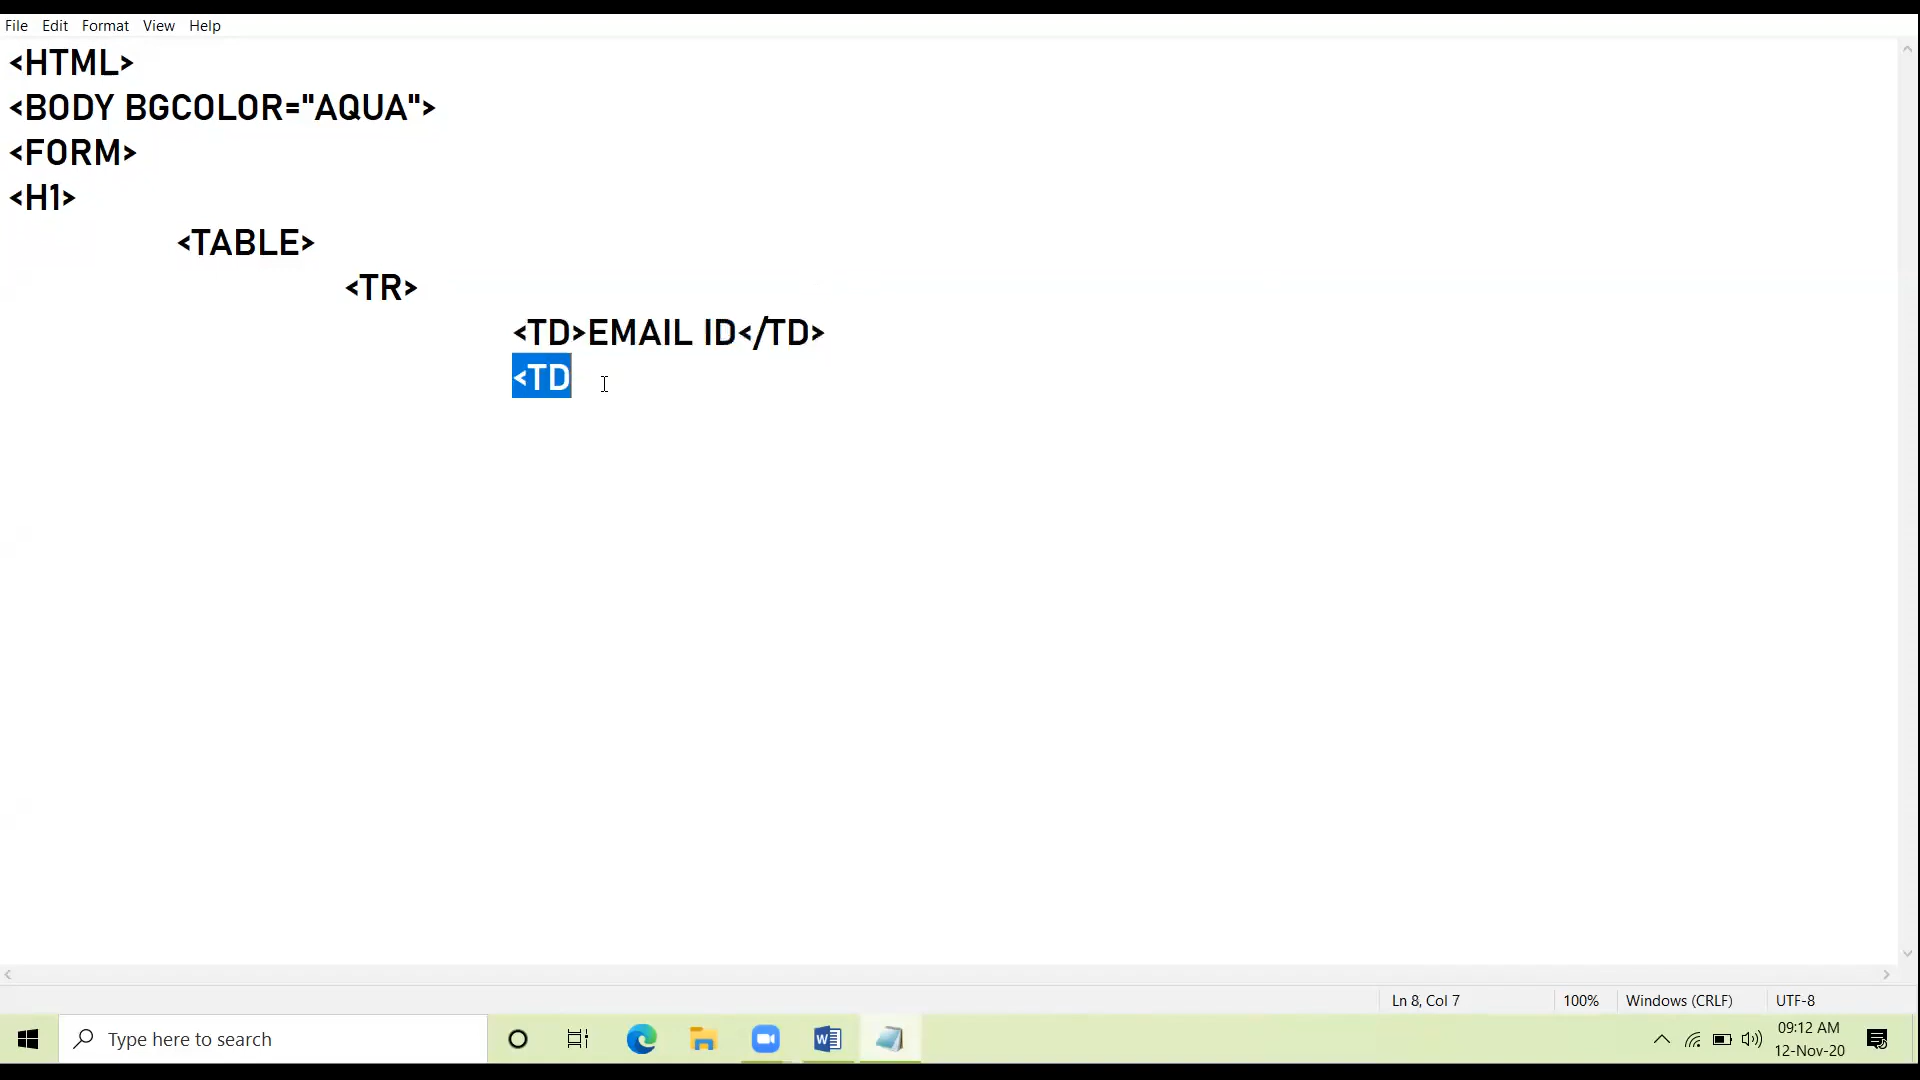 File Edit Format View Help
<HTML>
<BODY BGCOLOR="AQUA">
<FORM>
<H1>
<TABLE>
<TR>
<TD>EMAIL ID</TD>
<TD
Ln 8, Col 7 100% Windows (CRLF) UTF-8
Type here to search
09:12 AM
12-Nov-20